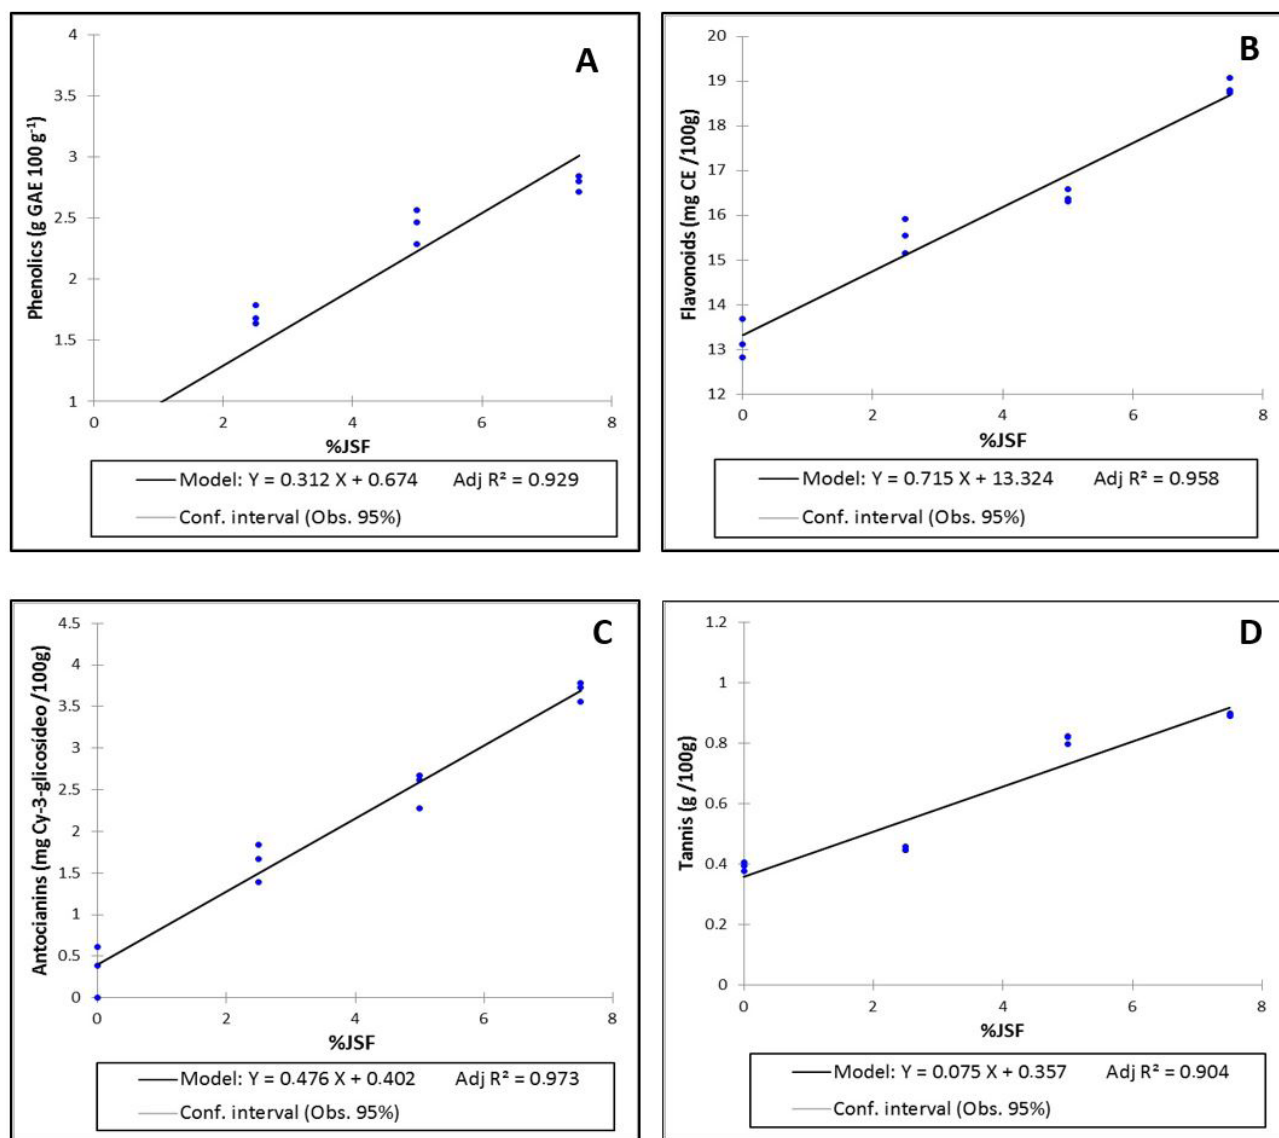 A
Phenolics (g GAE 100 g⁻¹)
4
3.5
3
2.5
2
1.5
1
0 2 4 6 8
%JSF
Model: Y = 0.312 X + 0.674 Adj R² = 0.929
Conf. interval (Obs. 95%)
B
Flavonoids (mg CE /100g)
20
19
18
17
16
15
14
13
12
0 2 4 6 8
%JSF
Model: Y = 0.715 X + 13.324 Adj R² = 0.958
Conf. interval (Obs. 95%)
C
Antocianins (mg Cy-3-glicosídeo /100g)
4.5
4
3.5
3
2.5
2
1.5
1
0.5
0
0 2 4 6 8
%JSF
Model: Y = 0.476 X + 0.402 Adj R² = 0.973
Conf. interval (Obs. 95%)
D
Tannis (g /100g)
1.2
1
0.8
0.6
0.4
0.2
0
0 2 4 6 8
%JSF
Model: Y = 0.075 X + 0.357 Adj R² = 0.904
Conf. interval (Obs. 95%)